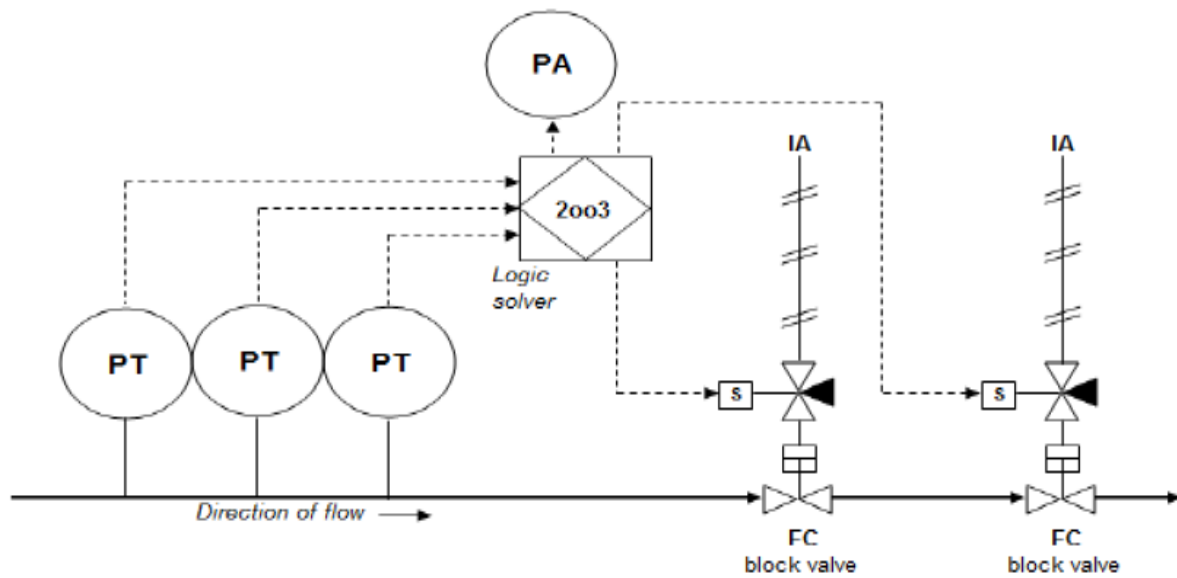 PA
IA
IA
2oo3
Logic
solver
PT
PT
PT
S
S
Direction of flow
FC
block valve
FC
block valve